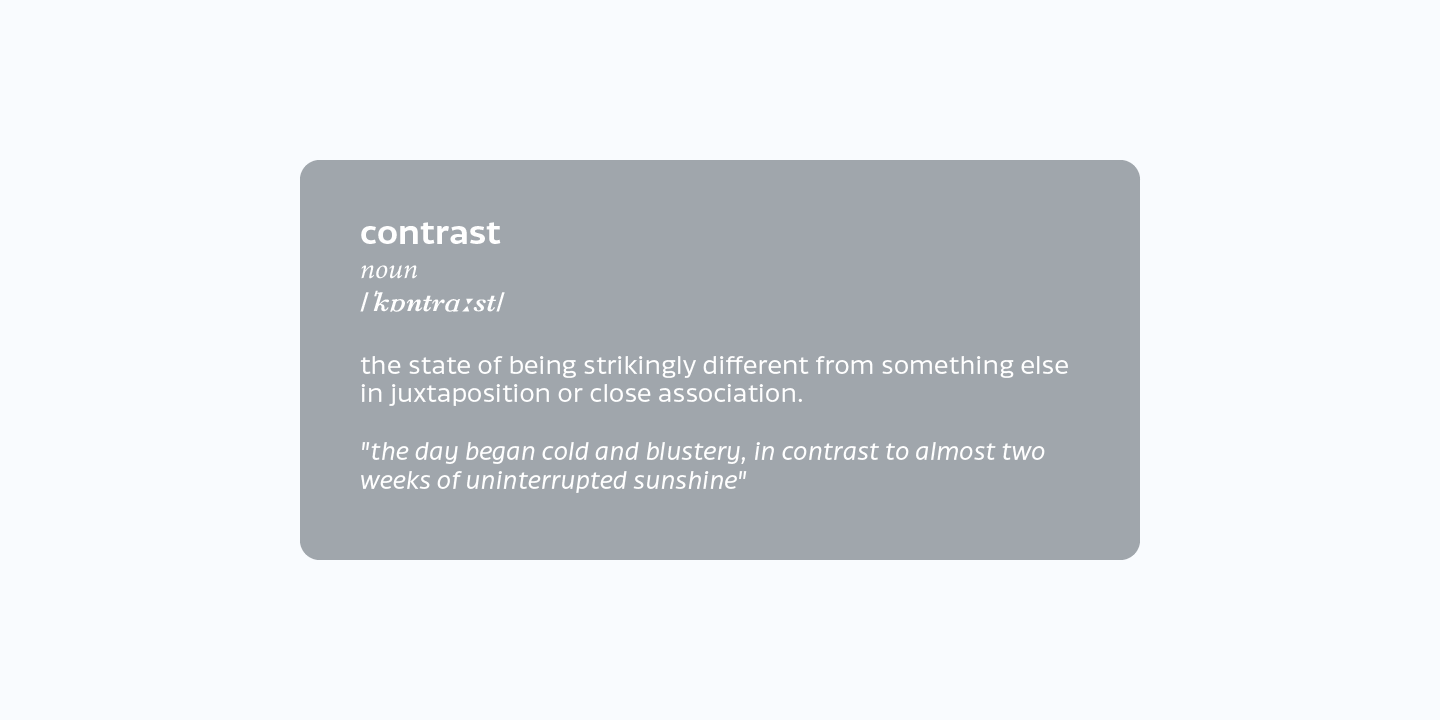 contrast
noun
/ˈkɒntrɑːst/
the state of being strikingly different from something else
in juxtaposition or close association.
"the day began cold and blustery, in contrast to almost two
weeks of uninterrupted sunshine"